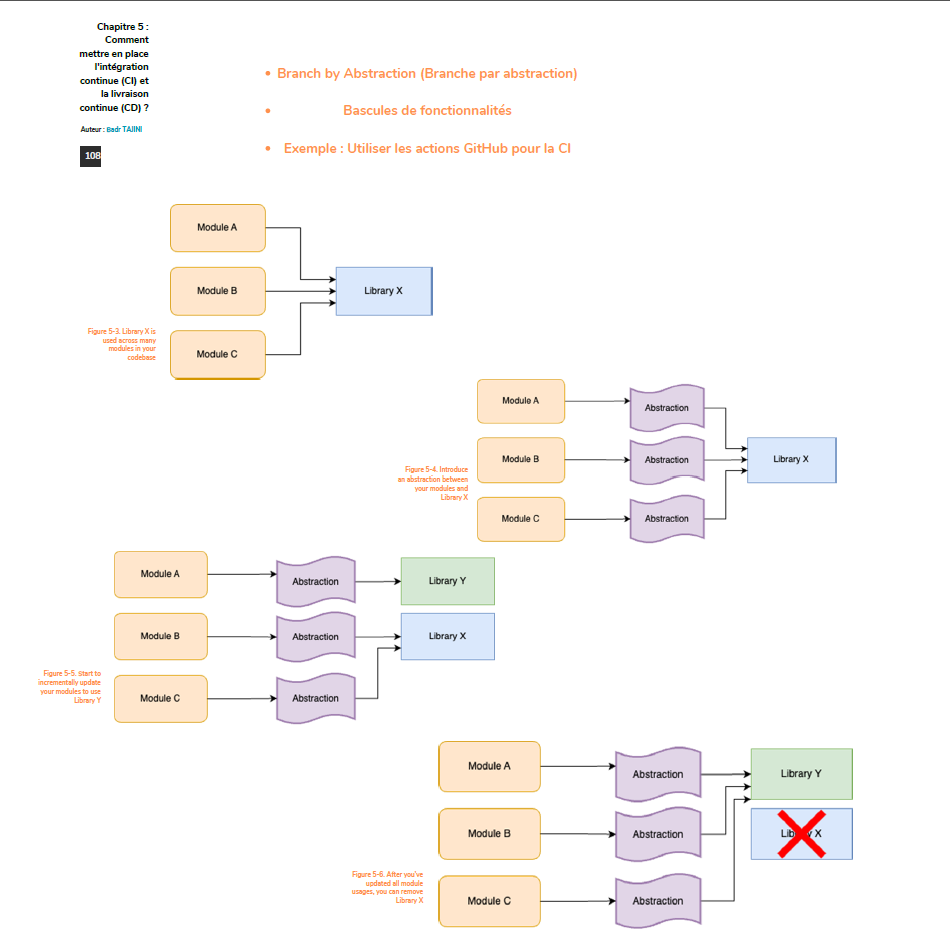 Chapitre 5 :
Comment
mettre en place
l'intégration
continue (CI) et
la livraison
continue (CD) ?
Auteur : Badr TAJINI
108
• Branch by Abstraction (Branche par abstraction)
• Bascules de fonctionnalités
• Exemple : Utiliser les actions GitHub pour la CI
Module A
Module B
Library X
Module C
Figure 5-3. Library X is
used across many
modules in your
codebase
Module A
Abstraction
Module B
Abstraction
Library X
Module C
Abstraction
Figure 5-4. Introduce
an abstraction between
your modules and
Library X
Module A
Abstraction
Library Y
Module B
Abstraction
Library X
Module C
Abstraction
Figure 5-5. Start to
incrementally update
your modules to use
Library Y
Module A
Abstraction
Library Y
Module B
Abstraction
Library X
Module C
Abstraction
Figure 5-6. After you've
updated all module
usages, you can remove
Library X